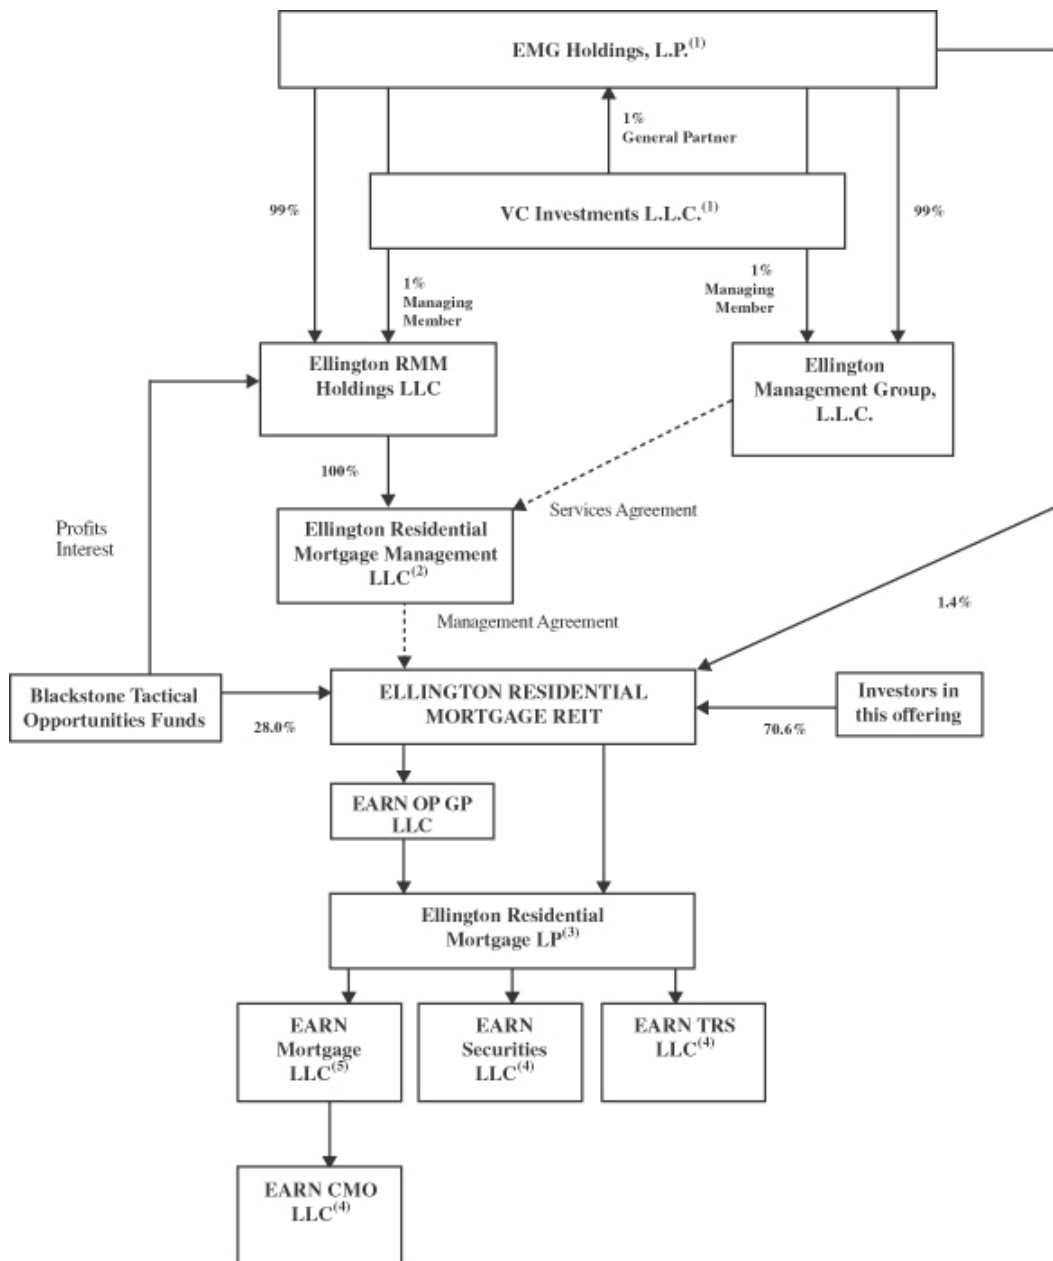 EMG Holdings, L.P.(1)
1%
General Partner
99%
VC Investments L.L.C.(1)
99%
1%
Managing
Member
1%
Managing
Member
Ellington RMM
Holdings LLC
Ellington
Management Group,
L.L.C.
100%
Services Agreement
Profits
Interest
Ellington Residential
Mortgage Management
LLC(2)
1.4%
Management Agreement
Blackstone Tactical
Opportunities Funds
28.0%
ELLINGTON RESIDENTIAL
MORTGAGE REIT
70.6%
Investors in
this offering
EARN OP GP
LLC
Ellington Residential
Mortgage LP(3)
EARN
Mortgage
LLC(5)
EARN
Securities
LLC(4)
EARN TRS
LLC(4)
EARN CMO
LLC(4)